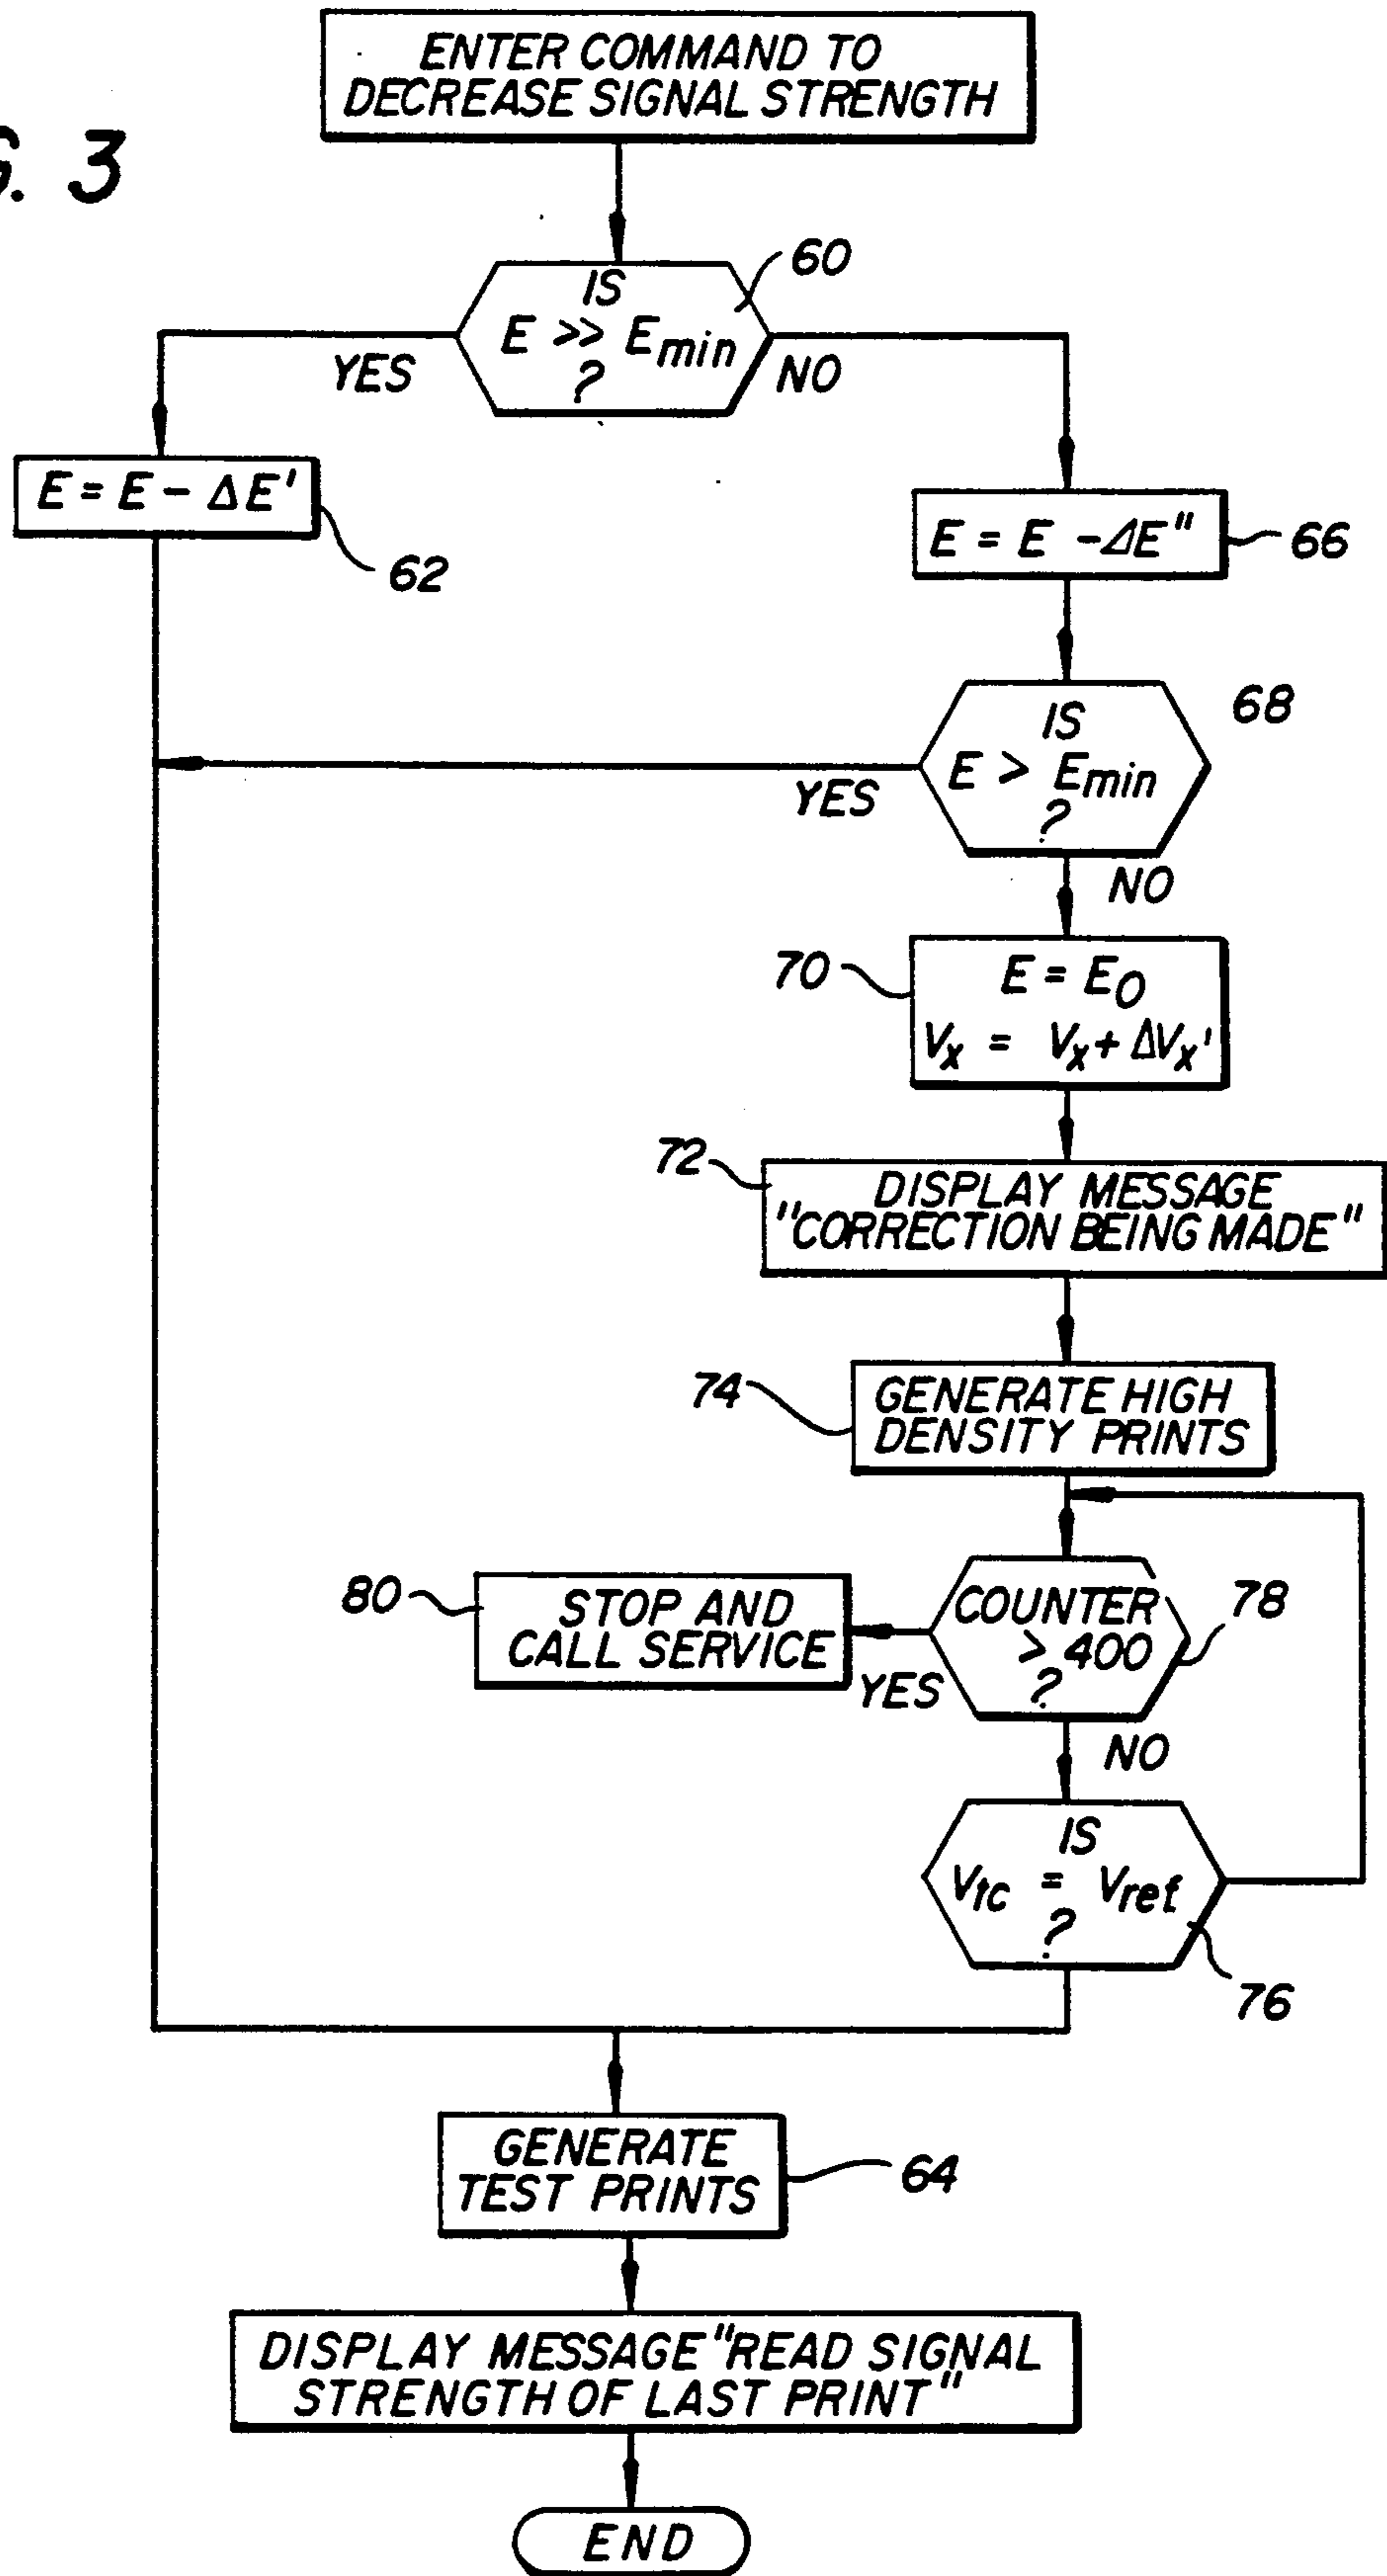 ENTER COMMAND TO
DECREASE SIGNAL STRENGTH
G. 3
60
IS
E >> Emin
?
YES
NO
E = E - ΔE'
62
E = E - ΔE"
66
68
IS
E > Emin
?
YES
NO
70
E = E0
Vx = Vx + ΔVx'
72
DISPLAY MESSAGE
"CORRECTION BEING MADE"
74
GENERATE HIGH
DENSITY PRINTS
80
STOP AND
CALL SERVICE
COUNTER
> 400
?
78
YES
NO
IS
Vtc = Vref
?
76
GENERATE
TEST PRINTS
64
DISPLAY MESSAGE "READ SIGNAL
STRENGTH OF LAST PRINT"
END